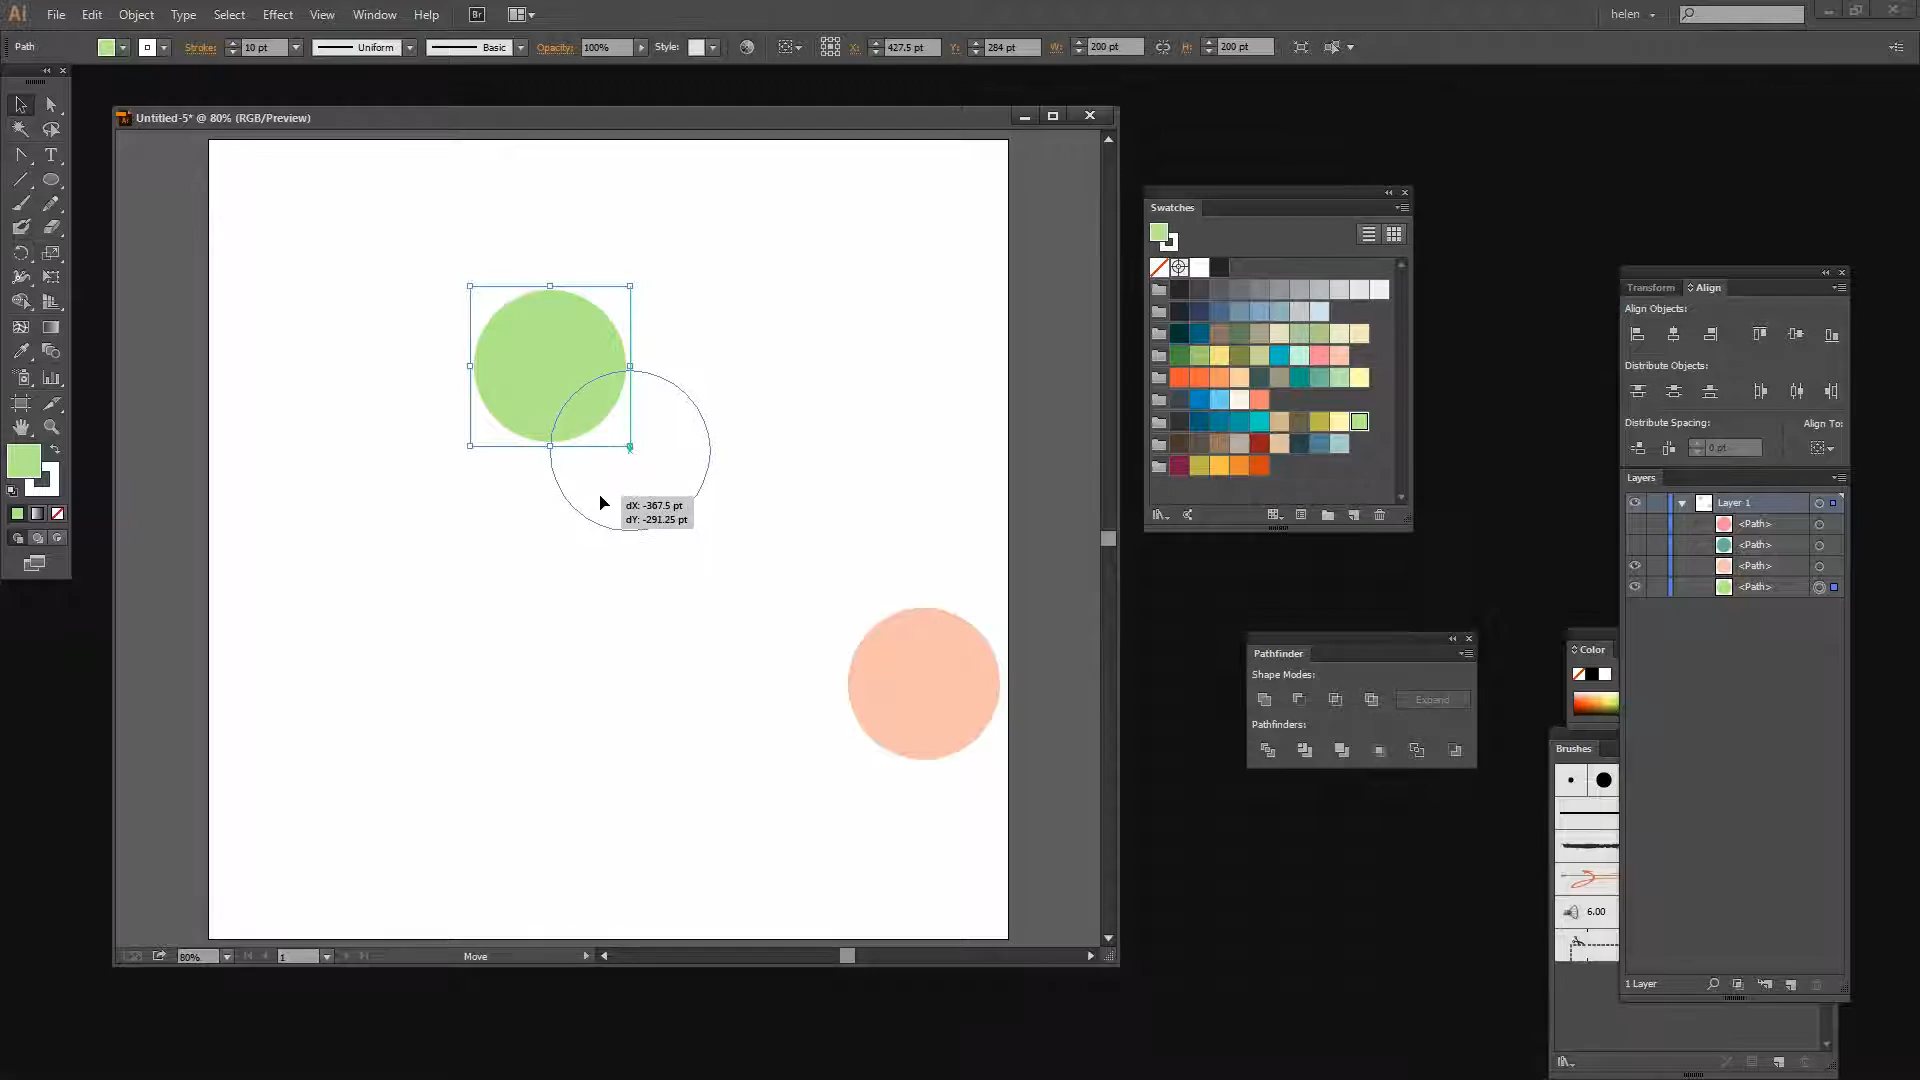 Ai File Edit Object Type Select Effect View Window Help Br helen
Path Stroke: 10 pt Uniform Basic Opacity: 100% Style: X: 427.5 pt Y: 284 pt W: 200 pt H: 200 pt
Untitled-5* @ 80% (RGB/Preview)
Swatches
Transform Align
Align Objects:
Distribute Objects:
Distribute Spacing: Align To:
0 pt
Layers
Layer 1
<Path>
<Path>
<Path>
<Path>
dX: -367.5 pt
dY: -291.25 pt
Pathfinder
Shape Modes:
Expand
Pathfinders:
Color
Brushes
6.00
80% 1 Move
1 Layer